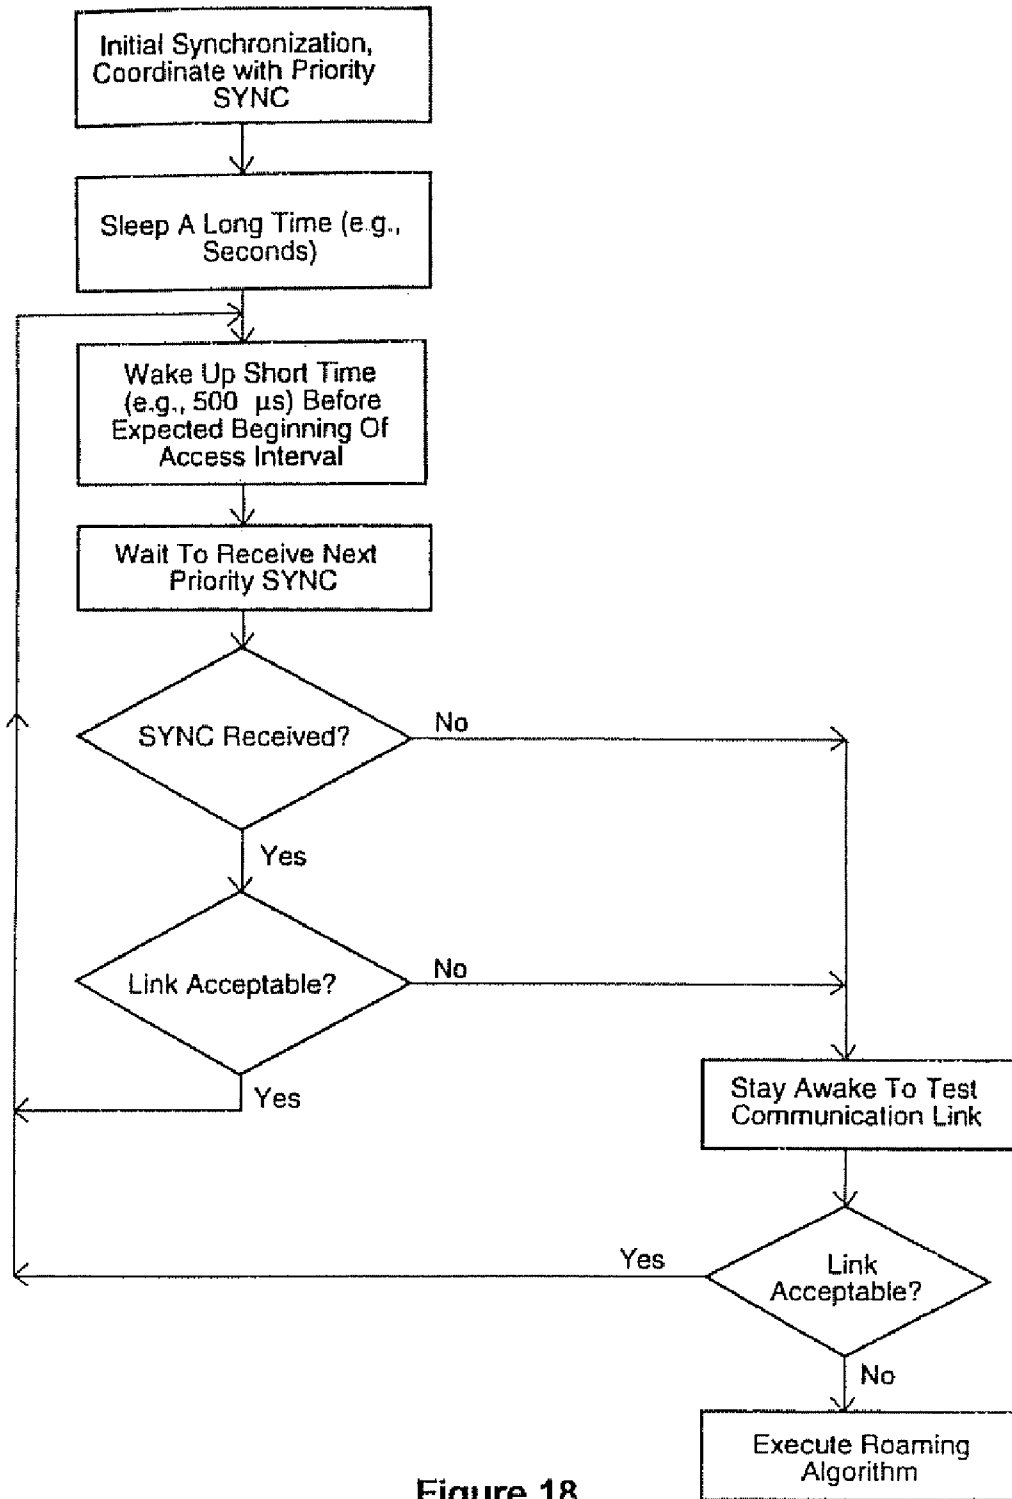 Initial Synchronization,
Coordinate with Priority
SYNC
Sleep A Long Time (e.g.,
Seconds)
Wake Up Short Time
(e.g., 500 μs) Before
Expected Beginning Of
Access Interval
Wait To Receive Next
Priority SYNC
SYNC Received?
No
Yes
Link Acceptable?
No
Yes
Stay Awake To Test
Communication Link
Yes
Link
Acceptable?
No
Execute Roaming
Algorithm
Figure 18